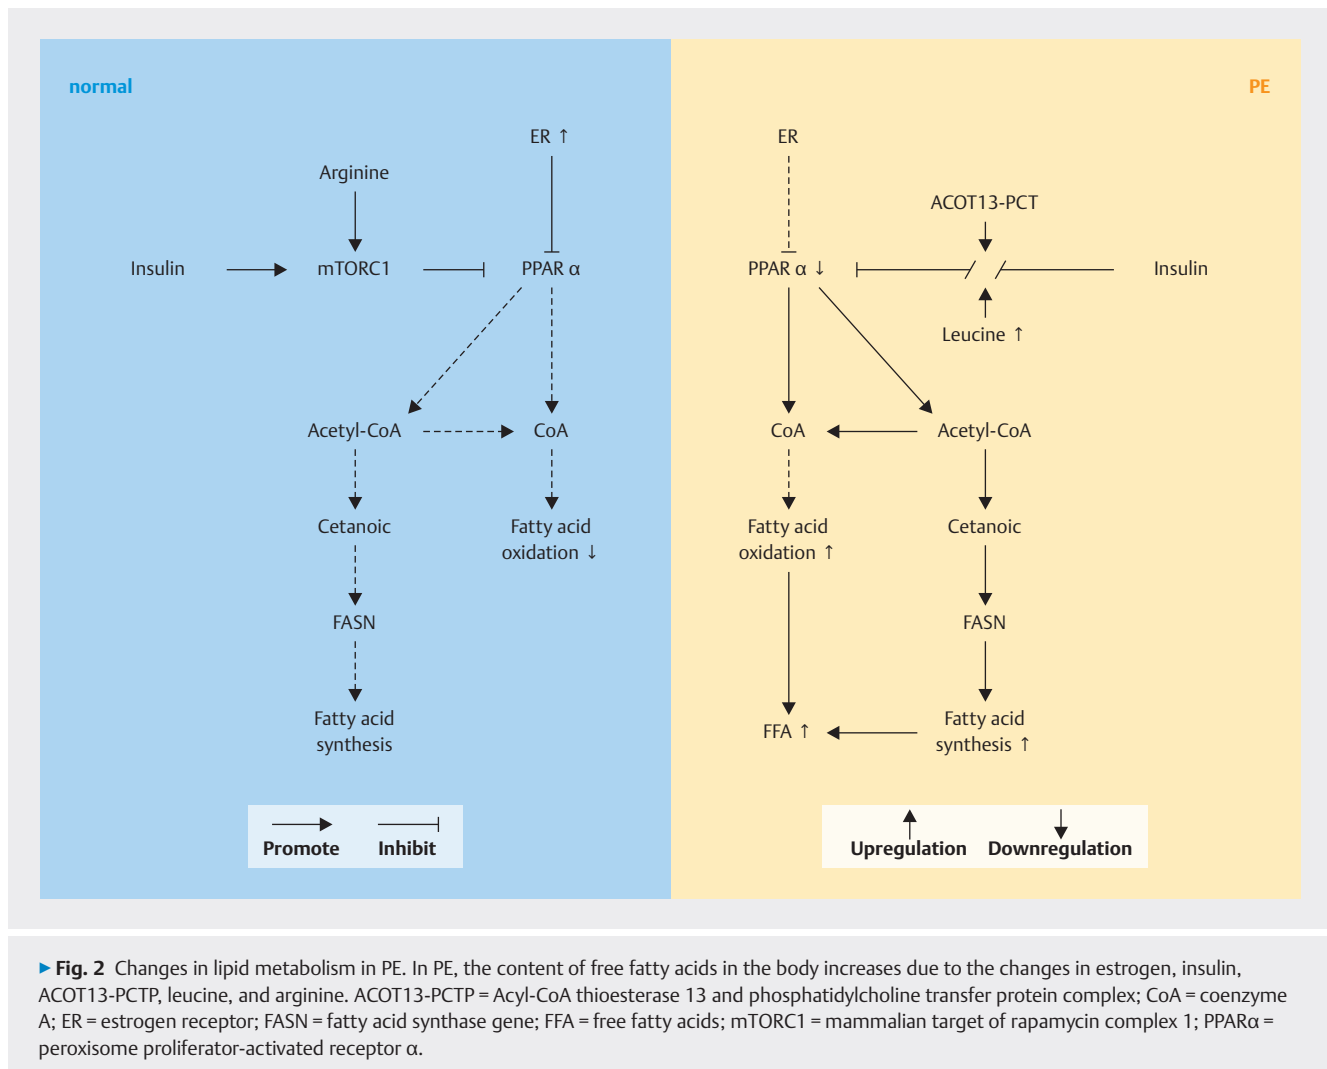 normal
ER ↑
Arginine
Insulin
mTORC1
PPAR α
Acetyl-CoA
CoA
Cetanoic
Fatty acid
oxidation ↓
FASN
Fatty acid
synthesis
Promote
Inhibit
PE
ER
ACOT13-PCT
PPAR α ↓
Insulin
Leucine ↑
CoA
Acetyl-CoA
Fatty acid
oxidation ↑
Cetanoic
FASN
FFA ↑
Fatty acid
synthesis ↑
Upregulation
Downregulation
▶ Fig. 2 Changes in lipid metabolism in PE. In PE, the content of free fatty acids in the body increases due to the changes in estrogen, insulin,
ACOT13-PCTP, leucine, and arginine. ACOT13-PCTP = Acyl-CoA thioesterase 13 and phosphatidylcholine transfer protein complex; CoA = coenzyme
A; ER = estrogen receptor; FASN = fatty acid synthase gene; FFA = free fatty acids; mTORC1 = mammalian target of rapamycin complex 1; PPARα =
peroxisome proliferator-activated receptor α.